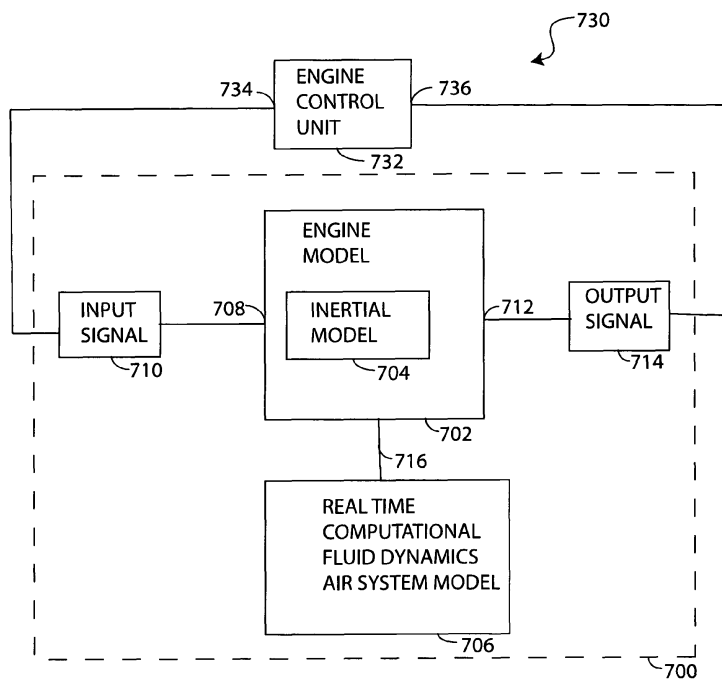 730
ENGINE
CONTROL
UNIT
734
736
732
ENGINE
MODEL
INPUT
SIGNAL
708
INERTIAL
MODEL
712
OUTPUT
SIGNAL
710
704
714
702
716
REAL TIME
COMPUTATIONAL
FLUID DYNAMICS
AIR SYSTEM MODEL
706
700